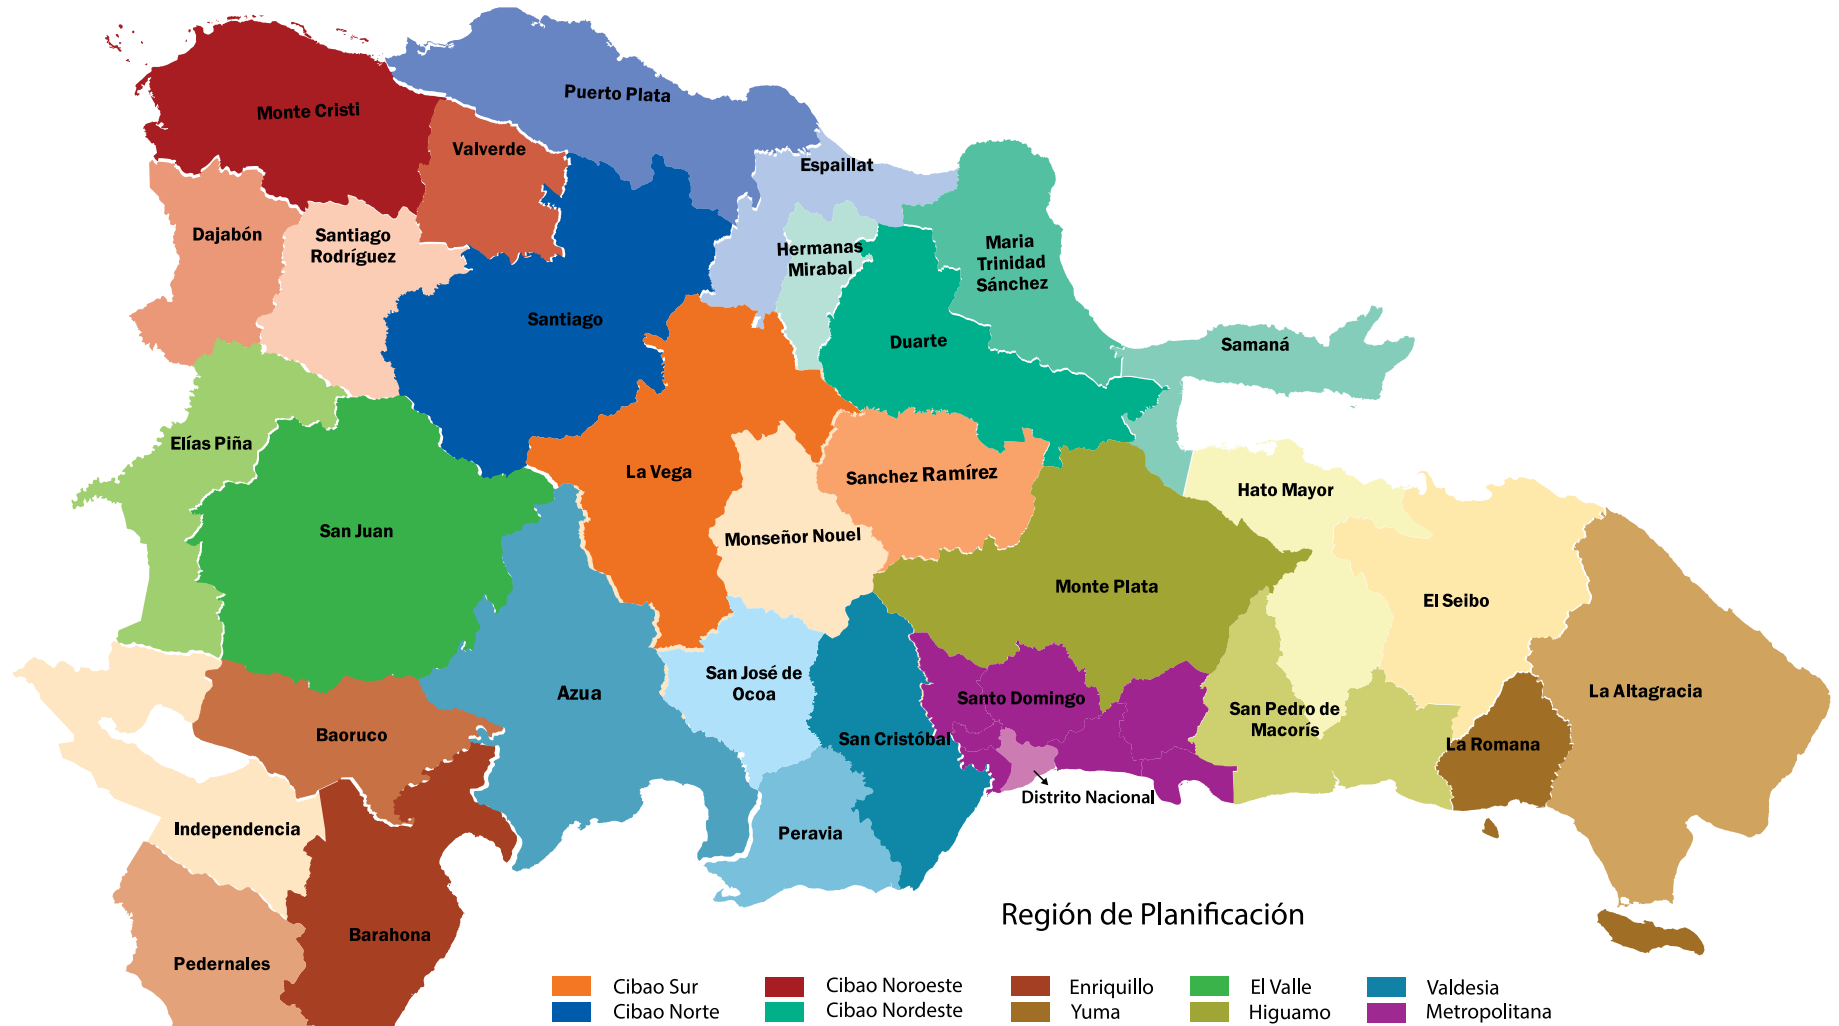 Puerto Plata
Monte Cristi
Valverde
Espaillat
Dajabón
Santiago
Rodríguez
Hermanas
Mirabal
Maria
Trinidad
Sánchez
Santiago
Duarte
Samaná
Elías Piña
La Vega
Sanchez Ramírez
Hato Mayor
San Juan
Monseñor Nouel
Monte Plata
El Seibo
San José de
Ocoa
Azua
Santo Domingo
La Altagracia
San Pedro de
Macorís
Baoruco
San Cristóbal
La Romana
Distrito Nacional
Independencia
Peravia
Barahona
Pedernales
Región de Planificación
Cibao Sur
Cibao Noroeste
Enriquillo
El Valle
Valdesia
Cibao Norte
Cibao Nordeste
Yuma
Higuamo
Metropolitana